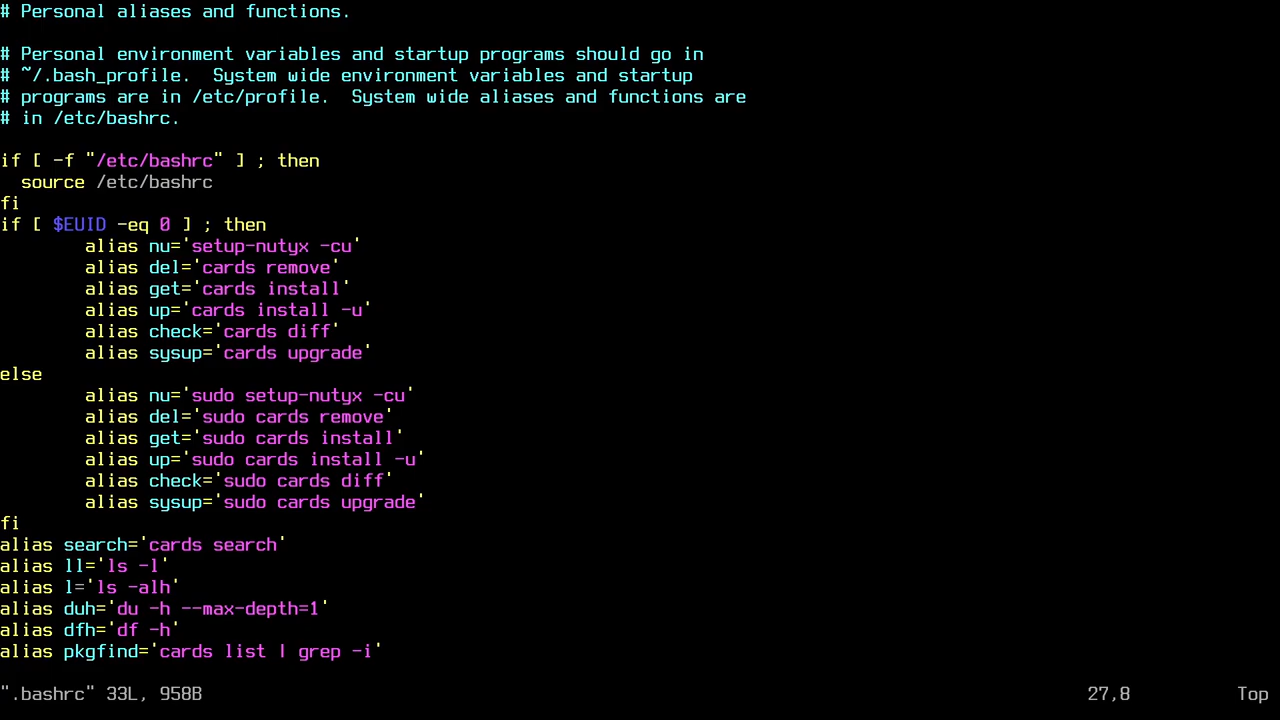 # Personal aliases and functions.
# Personal environment variables and startup programs should go in
# ~/.bash_profile.  System wide environment variables and startup
# programs are in /etc/profile.  System wide aliases and functions are
# in /etc/bashrc.
if [ -f "/etc/bashrc" ] ; then
  source /etc/bashrc
fi
if [ $EUID -eq 0 ] ; then
        alias nu='setup-nutyx -cu'
        alias del='cards remove'
        alias get='cards install'
        alias up='cards install -u'
        alias check='cards diff'
        alias sysup='cards upgrade'
else
        alias nu='sudo setup-nutyx -cu'
        alias del='sudo cards remove'
        alias get='sudo cards install'
        alias up='sudo cards install -u'
        alias check='sudo cards diff'
        alias sysup='sudo cards upgrade'
fi
alias search='cards search'
alias ll='ls -l'
alias l='ls -alh'
alias duh='du -h --max-depth=1'
alias dfh='df -h'
alias pkgfind='cards list | grep -i'
".bashrc" 33L, 958B 27,8 Top